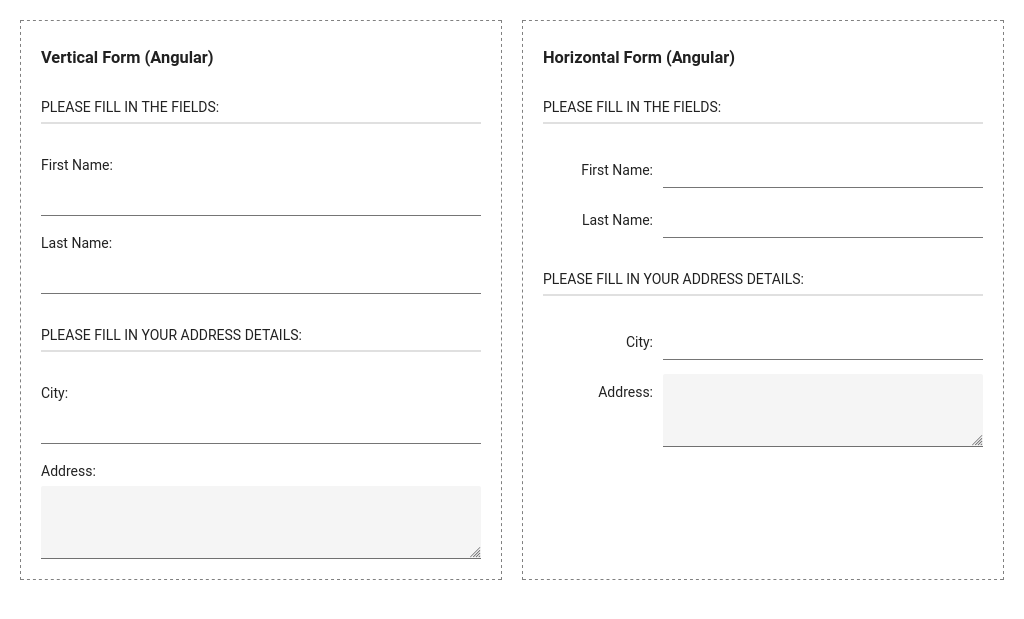 Vertical Form (Angular)
PLEASE FILL IN THE FIELDS:
First Name:
Last Name:
PLEASE FILL IN YOUR ADDRESS DETAILS:
City:
Address:
Horizontal Form (Angular)
PLEASE FILL IN THE FIELDS:
First Name:
Last Name:
PLEASE FILL IN YOUR ADDRESS DETAILS:
City:
Address: